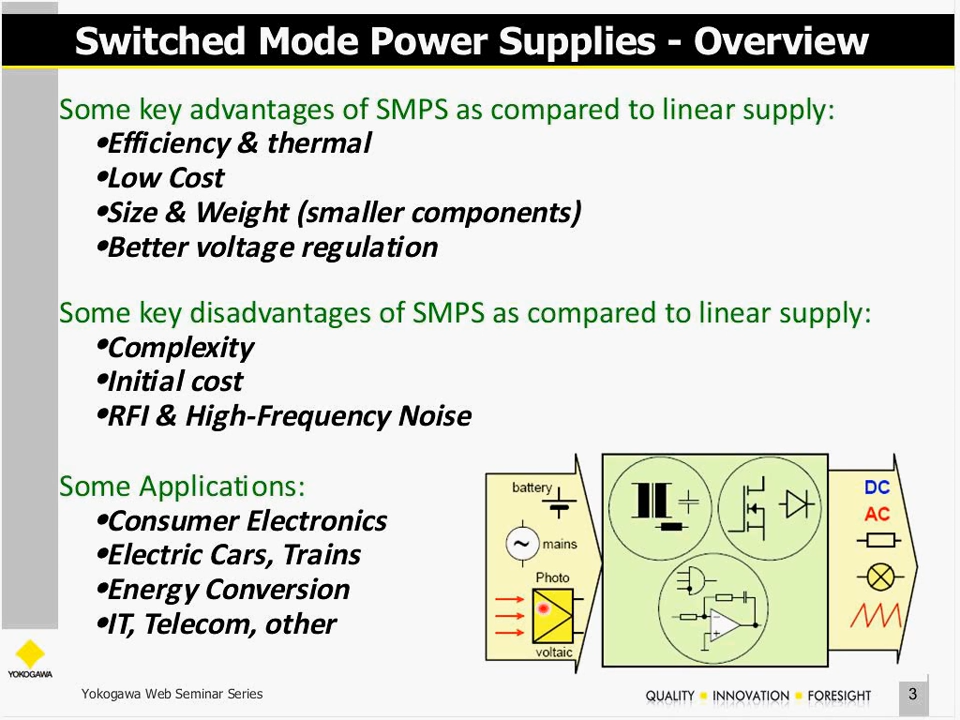 Switched Mode Power Supplies - Overview
Some key advantages of SMPS as compared to linear supply:
•Efficiency & thermal
•Low Cost
•Size & Weight (smaller components)
•Better voltage regulation
Some key disadvantages of SMPS as compared to linear supply:
•Complexity
•Initial cost
•RFI & High-Frequency Noise
Some Applications:
•Consumer Electronics
•Electric Cars, Trains
•Energy Conversion
•IT, Telecom, other
battery
mains
Photo
voltaic
DC
AC
YOKOGAWA
Yokogawa Web Seminar Series
QUALITY ■ INNOVATION ■ FORESIGHT
3